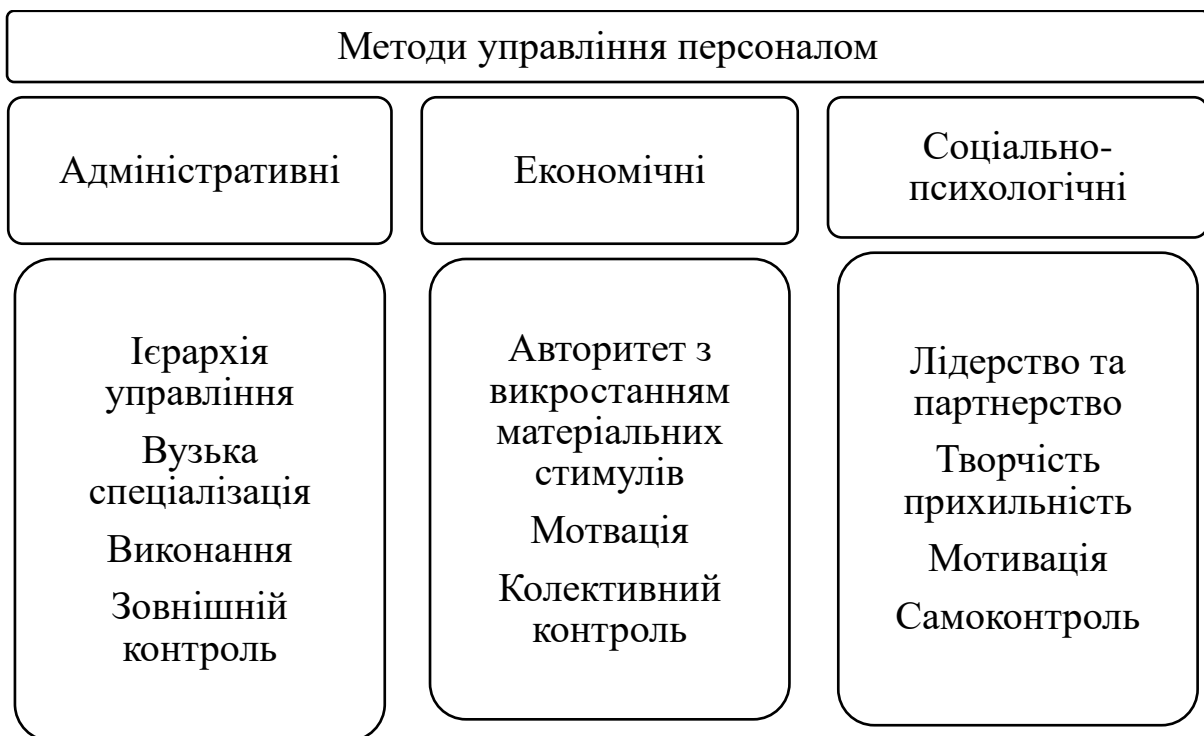 Методи управління персоналом
Адміністративні
Економічні
Соціально-
психологічні
Ієрархія
управління
Вузька
спеціалізація
Виконання
Зовнішній
контроль
Авторитет з
викростанням
матеріальних
стимулів
Мотвація
Колективний
контроль
Лідерство та
партнерство
Творчість
прихильність
Мотивація
Самоконтроль